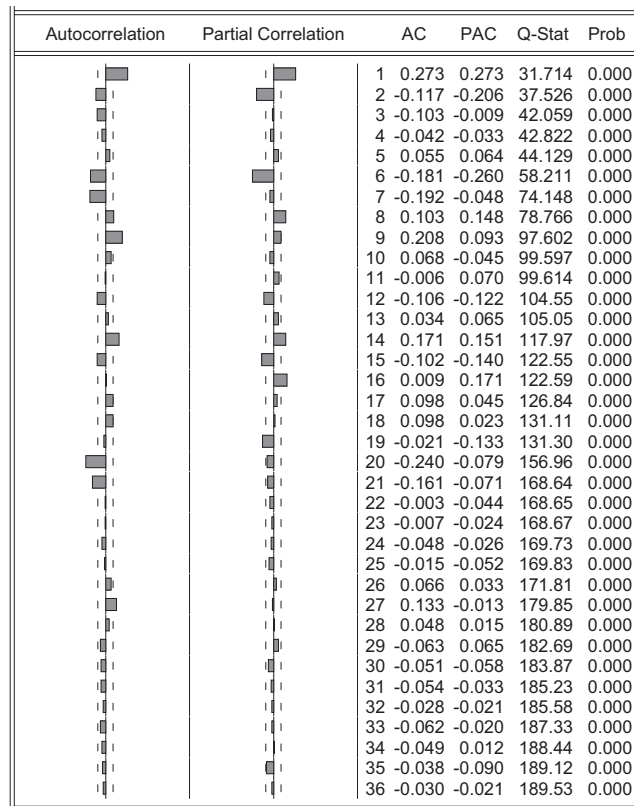 Autocorrelation Partial Correlation AC PAC Q-Stat Prob
1 0.273 0.273 31.714 0.000
2 -0.117 -0.206 37.526 0.000
3 -0.103 -0.009 42.059 0.000
4 -0.042 -0.033 42.822 0.000
5 0.055 0.064 44.129 0.000
6 -0.181 -0.260 58.211 0.000
7 -0.192 -0.048 74.148 0.000
8 0.103 0.148 78.766 0.000
9 0.208 0.093 97.602 0.000
10 0.068 -0.045 99.597 0.000
11 -0.006 0.070 99.614 0.000
12 -0.106 -0.122 104.55 0.000
13 0.034 0.065 105.05 0.000
14 0.171 0.151 117.97 0.000
15 -0.102 -0.140 122.55 0.000
16 0.009 0.171 122.59 0.000
17 0.098 0.045 126.84 0.000
18 0.098 0.023 131.11 0.000
19 -0.021 -0.133 131.30 0.000
20 -0.240 -0.079 156.96 0.000
21 -0.161 -0.071 168.64 0.000
22 -0.003 -0.044 168.65 0.000
23 -0.007 -0.024 168.67 0.000
24 -0.048 -0.026 169.73 0.000
25 -0.015 -0.052 169.83 0.000
26 0.066 0.033 171.81 0.000
27 0.133 -0.013 179.85 0.000
28 0.048 0.015 180.89 0.000
29 -0.063 0.065 182.69 0.000
30 -0.051 -0.058 183.87 0.000
31 -0.054 -0.033 185.23 0.000
32 -0.028 -0.021 185.58 0.000
33 -0.062 -0.020 187.33 0.000
34 -0.049 0.012 188.44 0.000
35 -0.038 -0.090 189.12 0.000
36 -0.030 -0.021 189.53 0.000